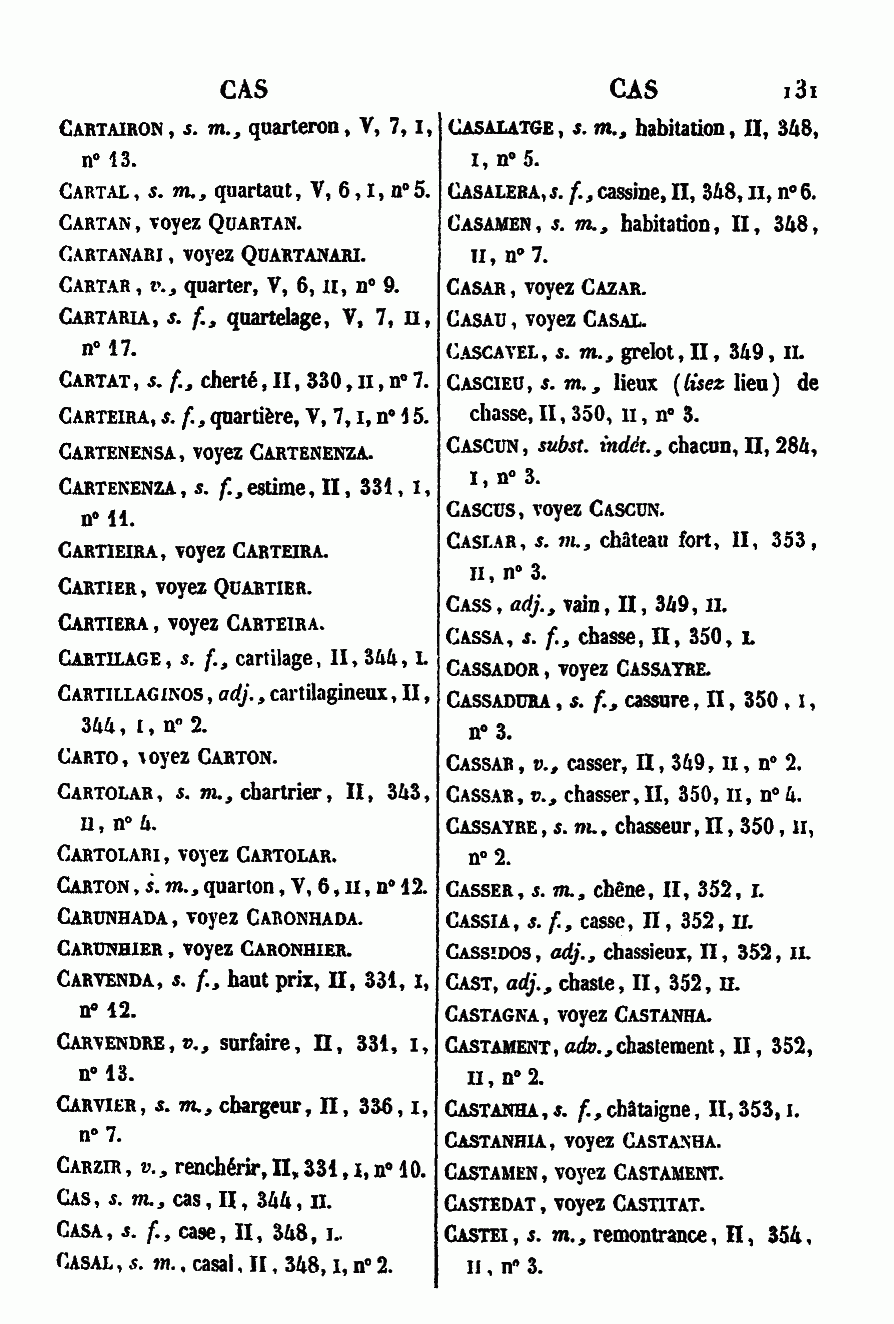 CAS
CARTAIRON, s. m., quarteron, V, 7, I,
n° 13.
CARTAL, s. m., quartaut, V, 6, I, n° 5.
CARTAN, voyez QUARTAN.
CARTANARI, voyez QUARTANARI.
CARTAR, v., quarter, V, 6, II, n° 9.
CARTARIA, s. f., quartelage, V, 7, II,
n° 17.
CARTAT, s. f., cherté, II, 330, II, n° 7.
CARTEIRA, s. f., quartière, V, 7, I, n° 15.
CARTENENSA, voyez CARTENENZA.
CARTENENZA, s. f., estime, II, 331, I,
n° 11.
CARTIEIRA, voyez CARTEIRA.
CARTIER, voyez QUARTIER.
CARTIERA, voyez CARTEIRA.
CARTILAGE, s. f., cartilage, II, 344, I.
CARTILLAGINOS, adj., cartilagineux, II,
344, I, n° 2.
CARTO, voyez CARTON.
CARTOLAR, s. m., chartrier, II, 343,
II, n° 4.
CARTOLARI, voyez CARTOLAR.
CARTON, s. m., quarton, V, 6, II, n° 12.
CARUNHADA, voyez CARONHADA.
CARUNHIER, voyez CARONHIER.
CARVENDA, s. f., haut prix, II, 331, I,
n° 12.
CARVENDRE, v., surfaire, II, 331, I,
n° 13.
CARVIER, s. m., chargeur, II, 336, I,
n° 7.
CARZIR, v., renchérir, II, 331, I, n° 10.
CAS, s. m., cas, II, 344, II.
CASA, s. f., case, II, 348, I.
CASAL, s. m., casal, II, 348, I, n° 2.
CAS 131
CASALATGE, s. m., habitation, II, 348,
I, n° 5.
CASALERA, s. f., cassine, II, 348, II, n° 6.
CASAMEN, s. m., habitation, II, 348,
II, n° 7.
CASAR, voyez CAZAR.
CASAU, voyez CASAL.
CASCAVEL, s. m., grelot, II, 349, II.
CASCIEU, s. m., lieux (lisez lieu) de
chasse, II, 350, II, n° 3.
CASCUN, subst. indét., chacun, II, 284,
I, n° 3.
CASCUS, voyez CASCUN.
CASLAR, s. m., château fort, II, 353,
II, n° 3.
CASS, adj., vain, II, 349, II.
CASSA, s. f., chasse, II, 350, I.
CASSADOR, voyez CASSAYRE.
CASSADURA, s. f., cassure, II, 350, I,
n° 3.
CASSAR, v., casser, II, 349, II, n° 2.
CASSAR, v., chasser, II, 350, II, n° 4.
CASSAYRE, s. m., chasseur, II, 350, II,
n° 2.
CASSER, s. m., chêne, II, 352, I.
CASSIA, s. f., casse, II, 352, II.
CASSIDOS, adj., chassieux, II, 352, II.
CAST, adj., chaste, II, 352, II.
CASTAGNA, voyez CASTANHA.
CASTAMENT, adv., chastement, II, 352,
II, n° 2.
CASTANHA, s. f., châtaigne, II, 353, I.
CASTANHIA, voyez CASTANHA.
CASTAMEN, voyez CASTAMENT.
CASTEDAT, voyez CASTITAT.
CASTEI, s. m., remontrance, II, 354,
II, n° 3.